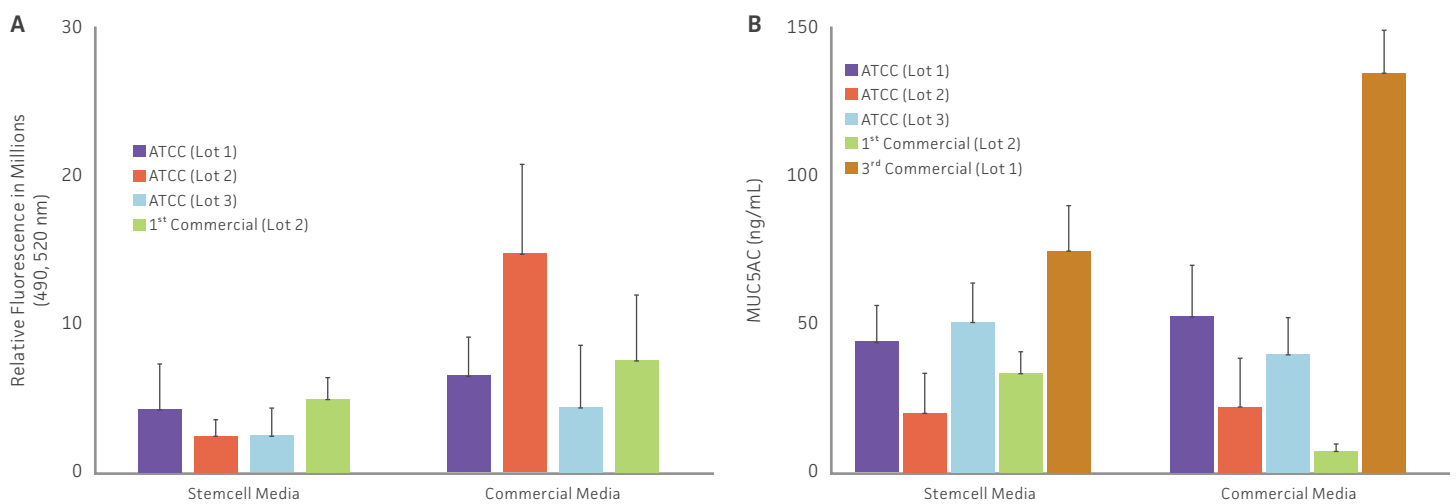 A
30
20
10
0
Relative Fluorescence in Millions
(490, 520 nm)
ATCC (Lot 1)
ATCC (Lot 2)
ATCC (Lot 3)
1st Commercial (Lot 2)
Stemcell Media
Commercial Media
B
150
100
50
0
MUC5AC (ng/mL)
ATCC (Lot 1)
ATCC (Lot 2)
ATCC (Lot 3)
1st Commercial (Lot 2)
3rd Commercial (Lot 1)
Stemcell Media
Commercial Media